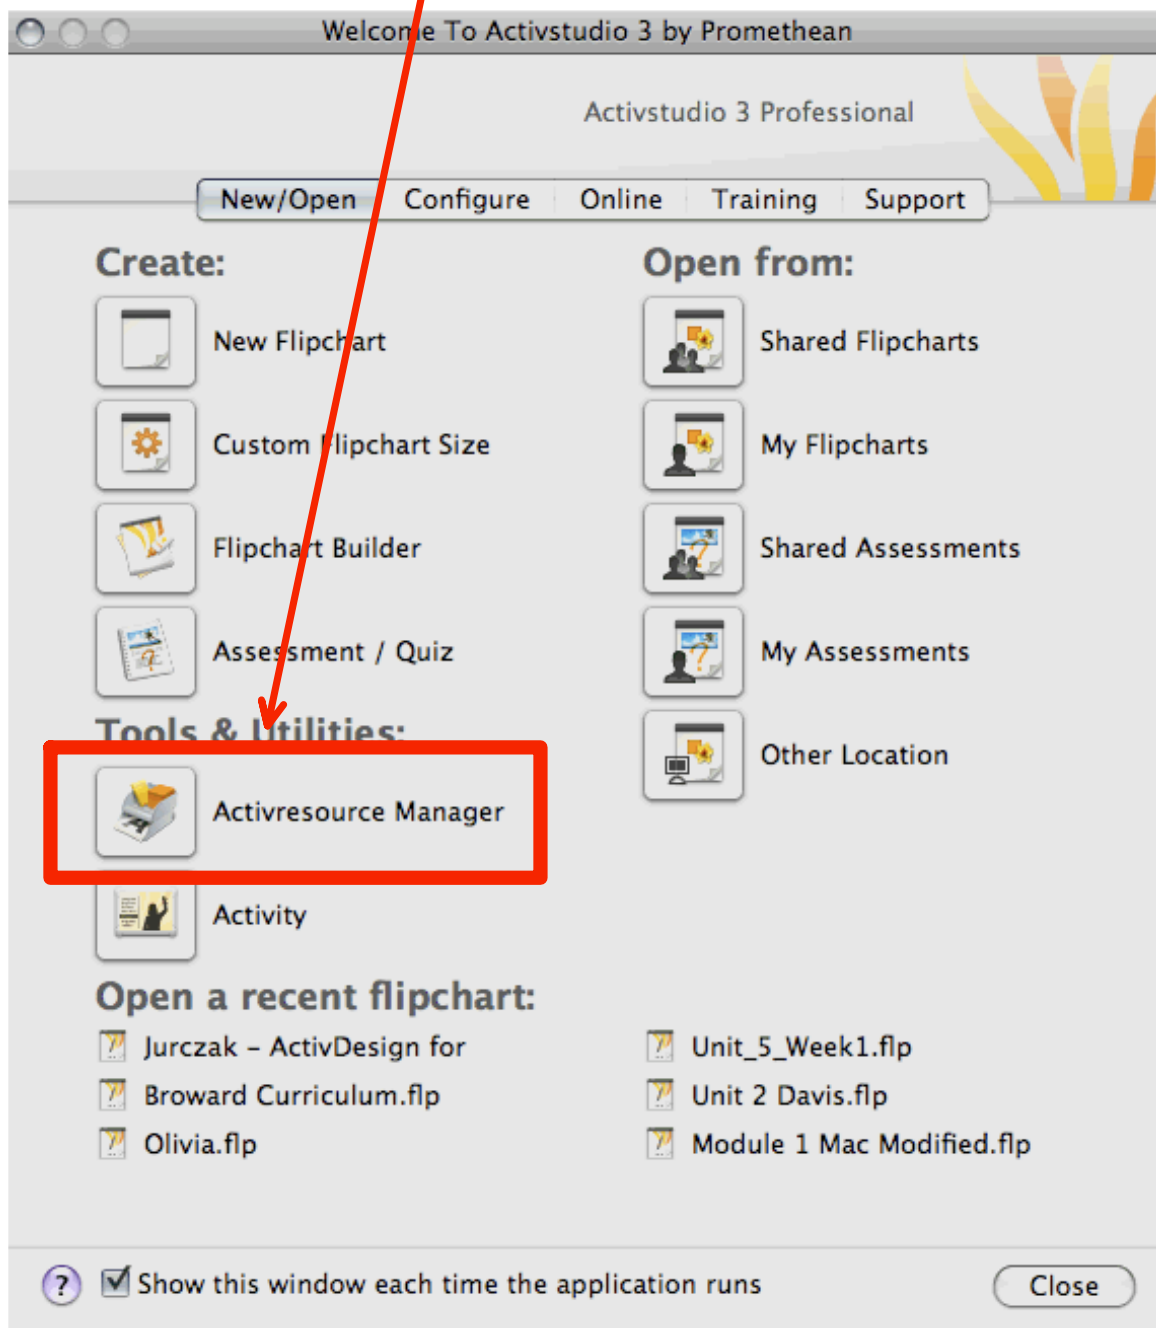 Welcome To Activstudio 3 by Promethean
Activstudio 3 Professional
New/Open Configure Online Training Support
Create:
New Flipchart
Custom Flipchart Size
Flipchart Builder
Assessment / Quiz
Tools & Utilities:
Activresource Manager
Activity
Open from:
Shared Flipcharts
My Flipcharts
Shared Assessments
My Assessments
Other Location
Open a recent flipchart:
Jurczak – ActivDesign for
Broward Curriculum.flp
Olivia.flp
Unit_5_Week1.flp
Unit 2 Davis.flp
Module 1 Mac Modified.flp
? Show this window each time the application runs
Close